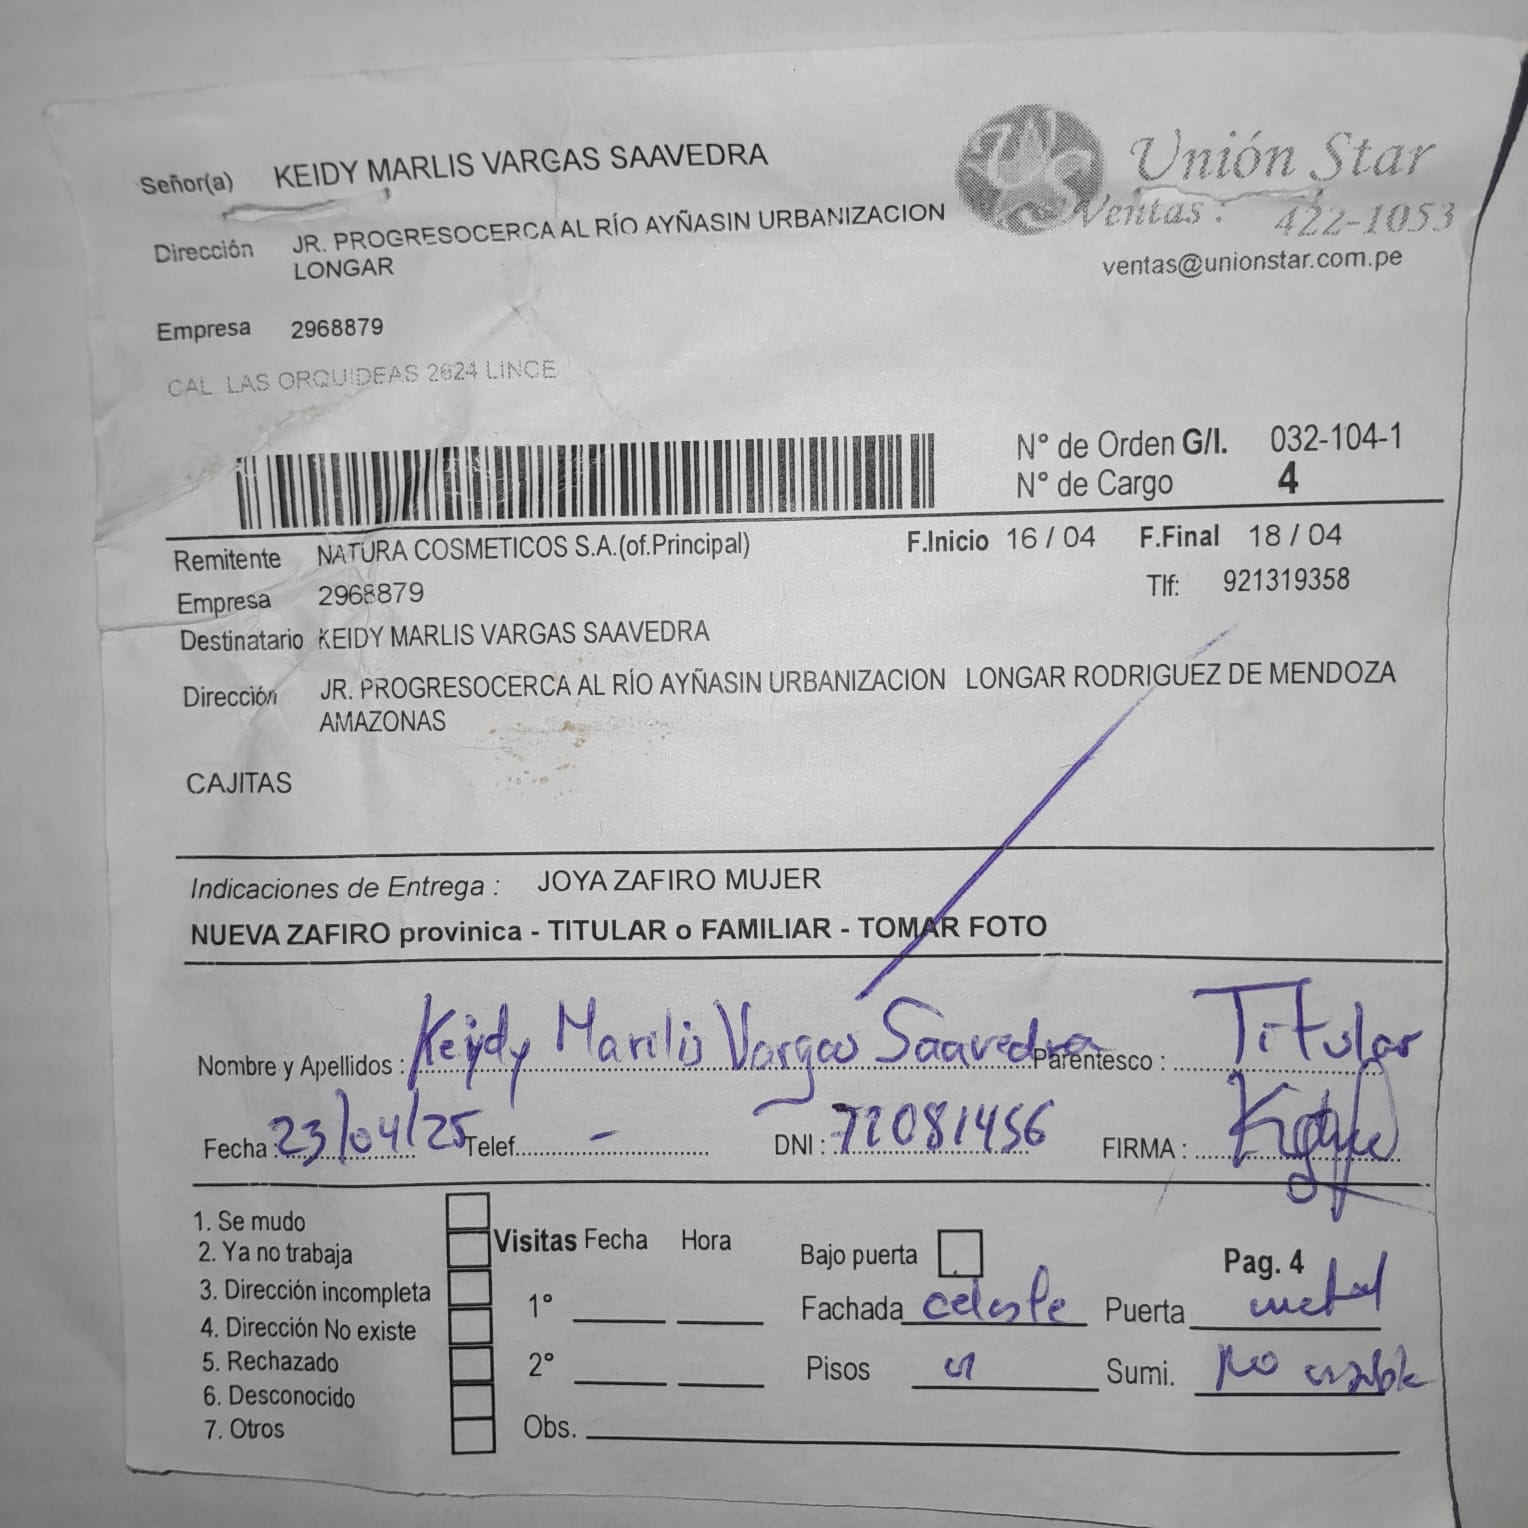 Señor(a) KEIDY MARLIS VARGAS SAAVEDRA
Unión Star
Ventas : 422-1053
ventas@unionstar.com.pe
Dirección JR. PROGRESOCERCA AL RÍO AYÑASIN URBANIZACION
LONGAR
Empresa 2968879
CAL LAS ORQUIDEAS 2624 LINCE
N° de Orden G/I. 032-104-1
N° de Cargo 4
Remitente NATURA COSMETICOS S.A.(of.Principal) F.Inicio 16 / 04 F.Final 18 / 04
Empresa 2968879 Tlf: 921319358
Destinatario KEIDY MARLIS VARGAS SAAVEDRA
Dirección JR. PROGRESOCERCA AL RÍO AYÑASIN URBANIZACION LONGAR RODRIGUEZ DE MENDOZA
AMAZONAS
CAJITAS
Indicaciones de Entrega : JOYA ZAFIRO MUJER
NUEVA ZAFIRO provinica - TITULAR o FAMILIAR - TOMAR FOTO
Nombre y Apellidos : Keidy Marilis Vargas Saavedra Parentesco : Titular
Fecha : 23/04/25 Telef. - DNI : 72081456 FIRMA :
1. Se mudo
2. Ya no trabaja
3. Dirección incompleta
4. Dirección No existe
5. Rechazado
6. Desconocido
7. Otros
Visitas Fecha Hora
1°
2°
Obs.
Bajo puerta Pag. 4
Fachada celeste Puerta metal
Pisos Sumi. No visible